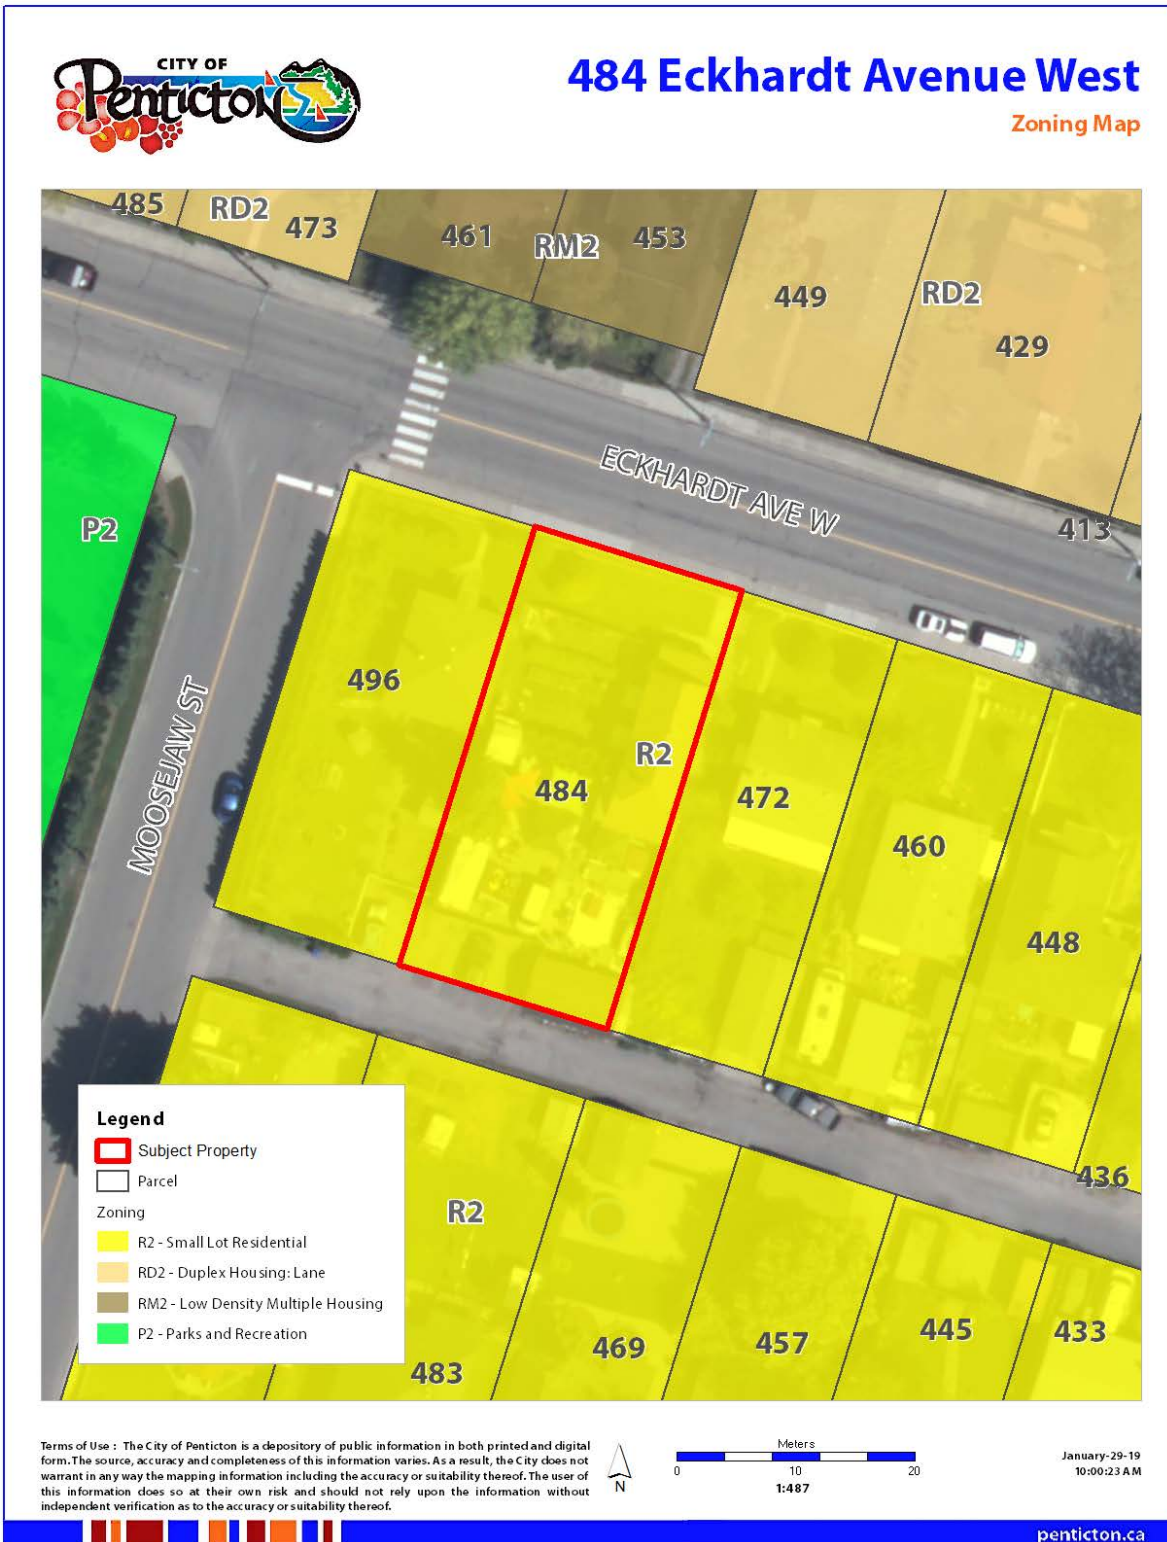 CITY OF
Penticton
484 Eckhardt Avenue West
Zoning Map
485
RD2
473
461
RM2
453
449
RD2
429
413
ECKHARDT AVE W
P2
MOOSEJAW ST
496
484
R2
472
460
448
436
R2
483
469
457
445
433
Legend
Subject Property
Parcel
Zoning
R2 - Small Lot Residential
RD2 - Duplex Housing: Lane
RM2 - Low Density Multiple Housing
P2 - Parks and Recreation
Terms of Use : The City of Penticton is a depository of public information in both printed and digital
form. The source, accuracy and completeness of this information varies. As a result, the City does not
warrant in any way the mapping information including the accuracy or suitability thereof. The user of
this information does so at their own risk and should not rely upon the information without
independent verification as to the accuracy or suitability thereof.
N
Meters
0 10 20
1:487
January-29-19
10:00:23 AM
penticton.ca